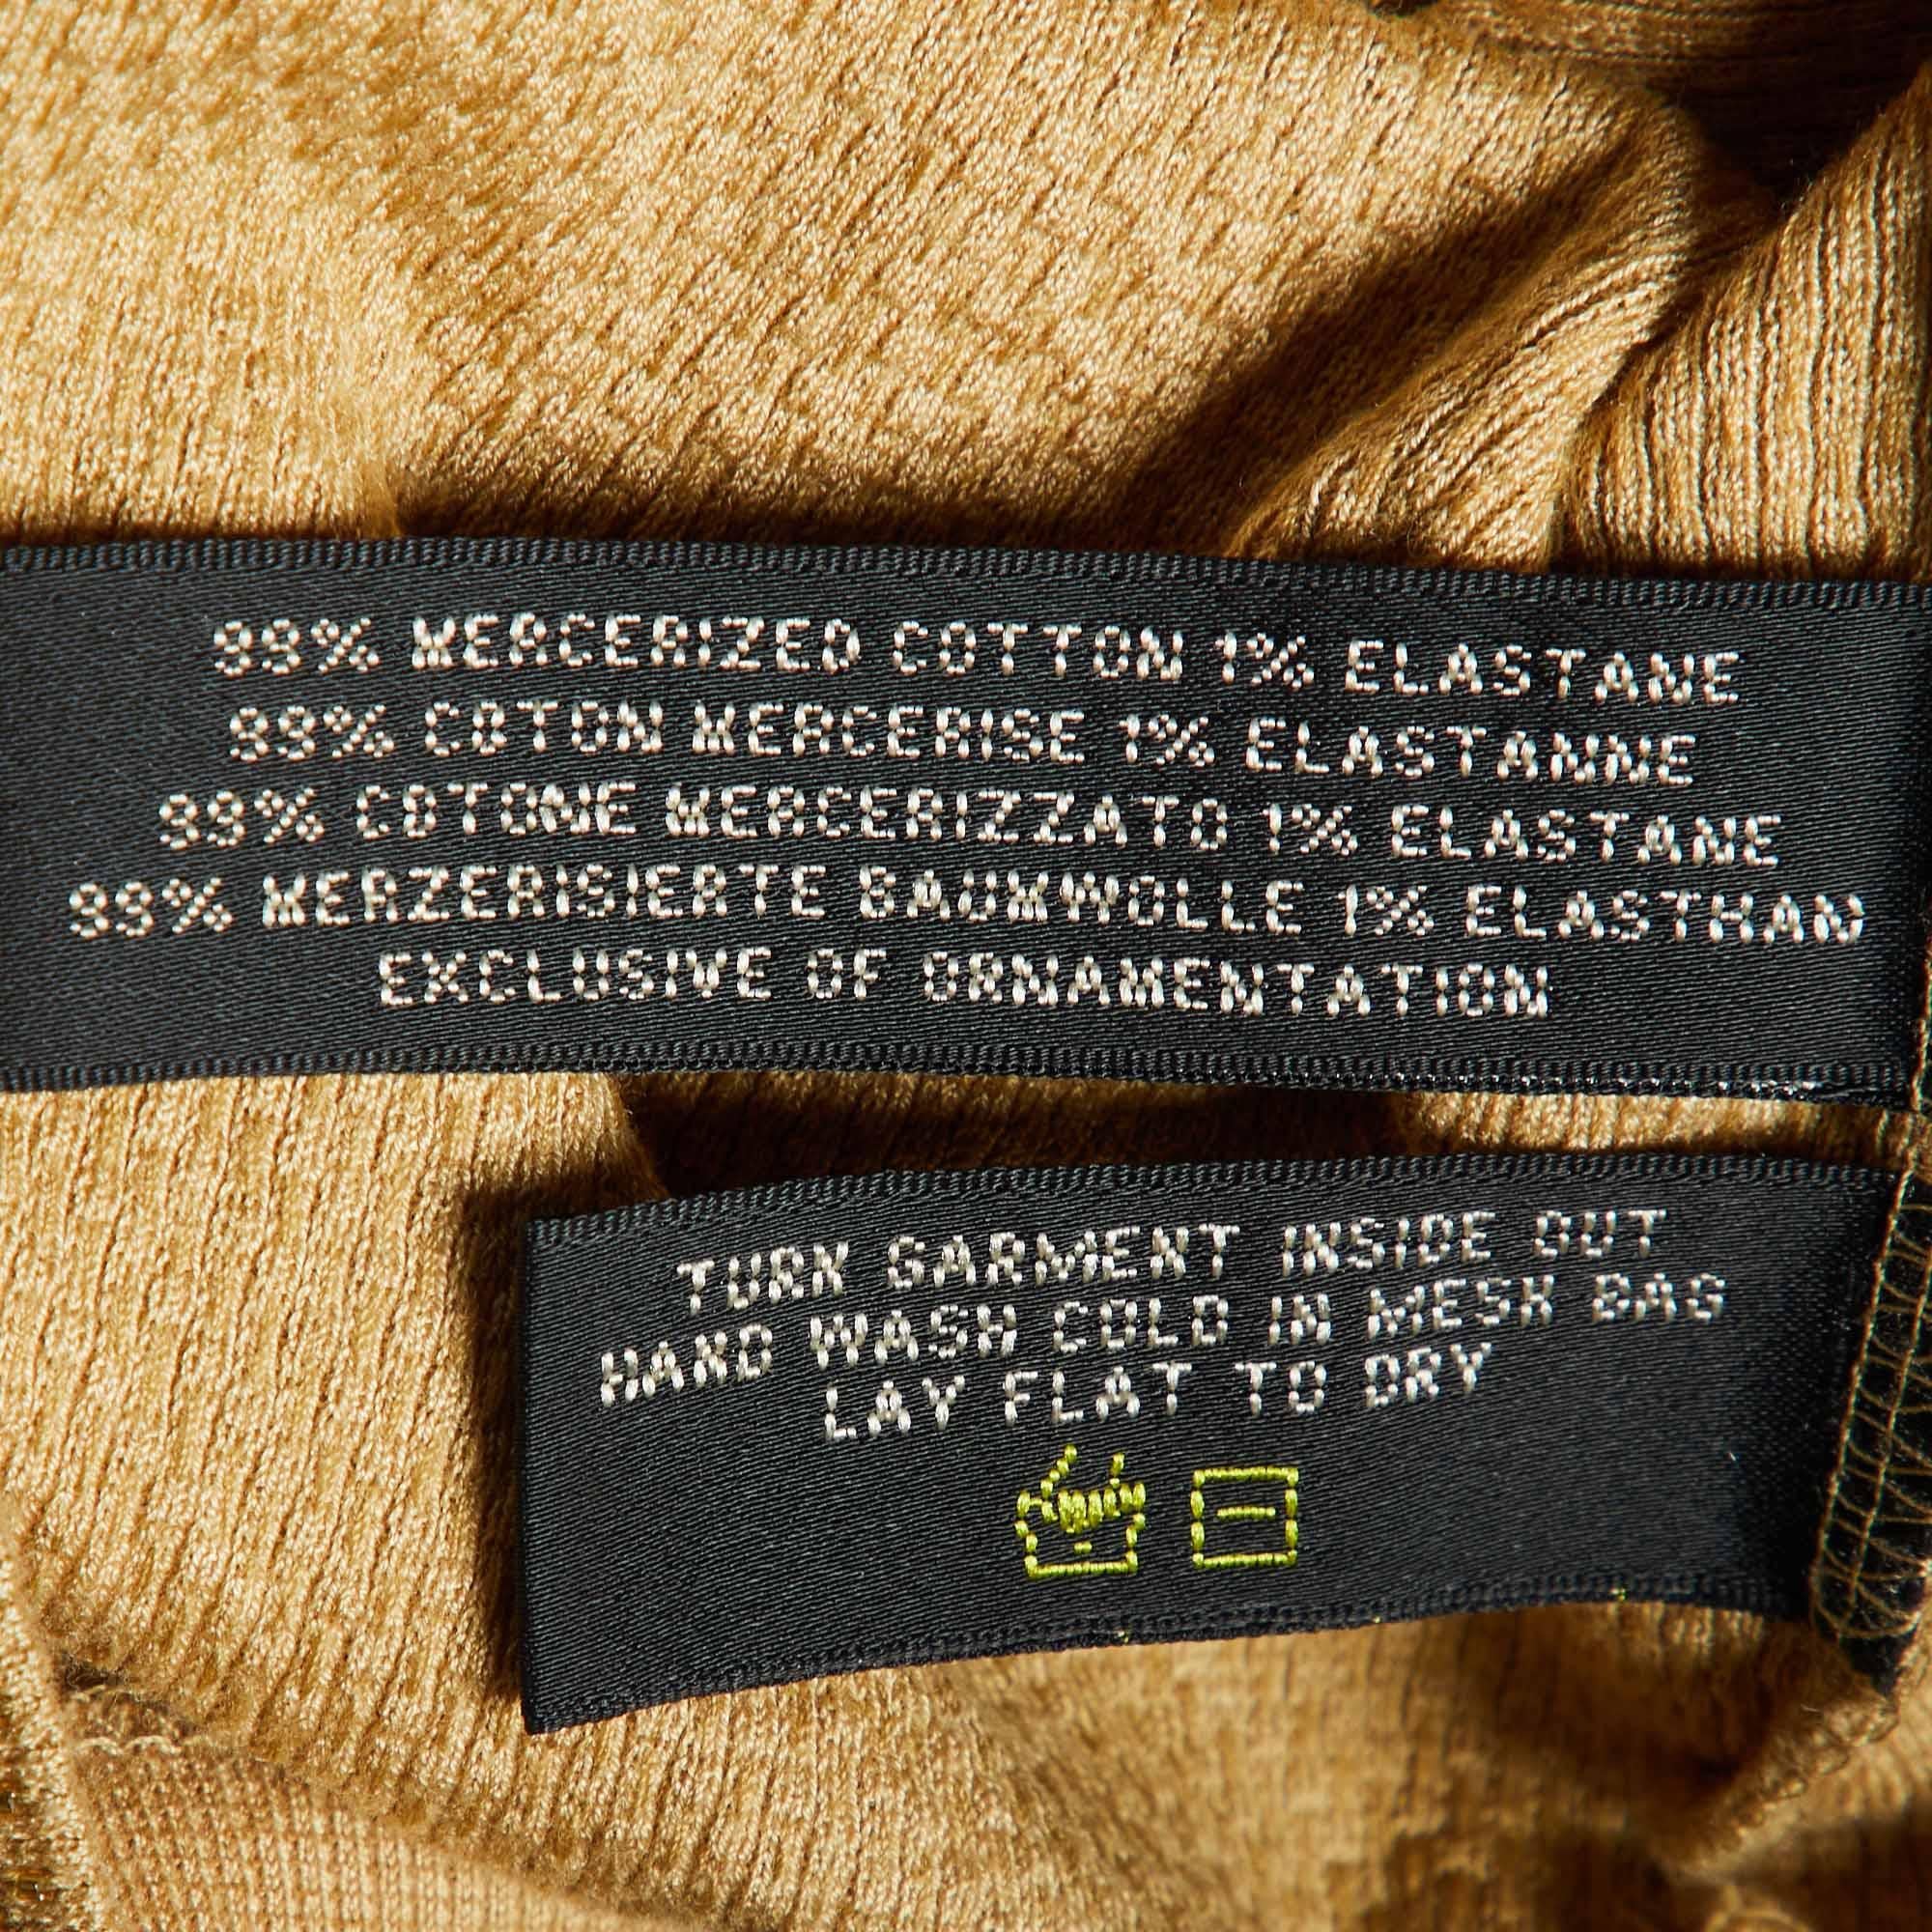 99% MERCERIZED COTTON 1% ELASTANE
99% COTON MERCERISE 1% ELASTANNE
99% COTONE MERCERIZZATO 1% ELASTANE
99% MERZERISIERTE BAUMWOLLE 1% ELASTHAN
EXCLUSIVE OF ORNAMENTATION
TURN GARMENT INSIDE OUT
HAND WASH COLD IN MESH BAG
LAY FLAT TO DRY